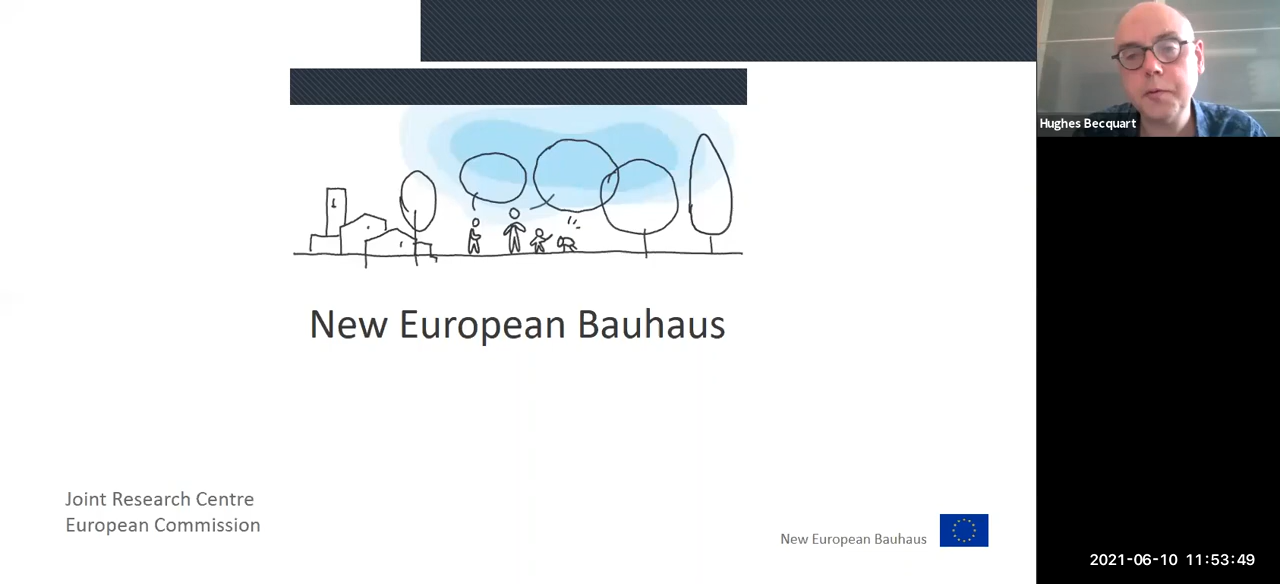 Hughes Becquart
New European Bauhaus
Joint Research Centre
European Commission
New European Bauhaus
2021-06-10 11:53:49